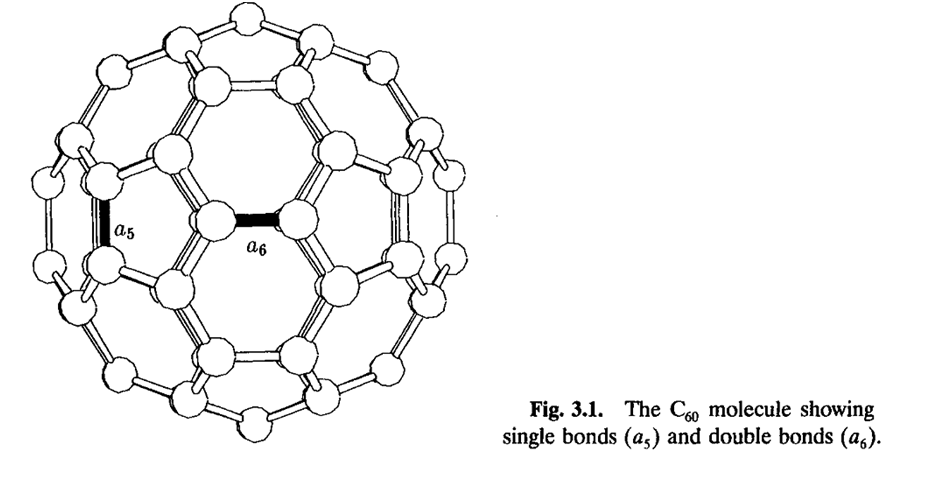 a₅
a₆
Fig. 3.1. The C₆₀ molecule showing
single bonds (a₅) and double bonds (a₆).